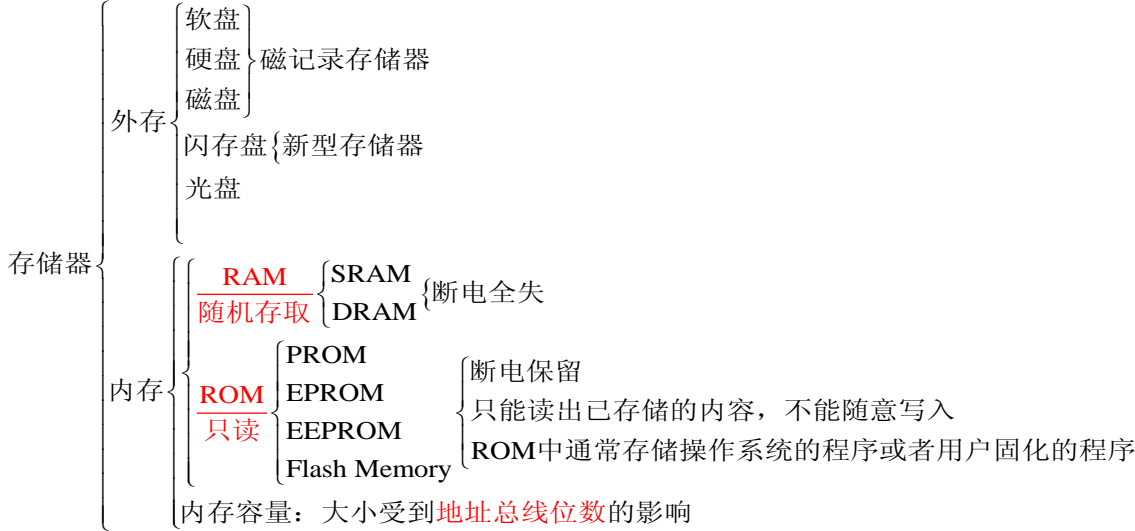 存储器
外存
软盘
硬盘
磁盘
磁记录存储器
闪存盘{新型存储器
光盘
内存
RAM
随机存取
SRAM
DRAM
断电全失
ROM
只读
PROM
EPROM
EEPROM
Flash Memory
断电保留
只能读出已存储的内容，不能随意写入
ROM中通常存储操作系统的程序或者用户固化的程序
内存容量：大小受到地址总线位数的影响